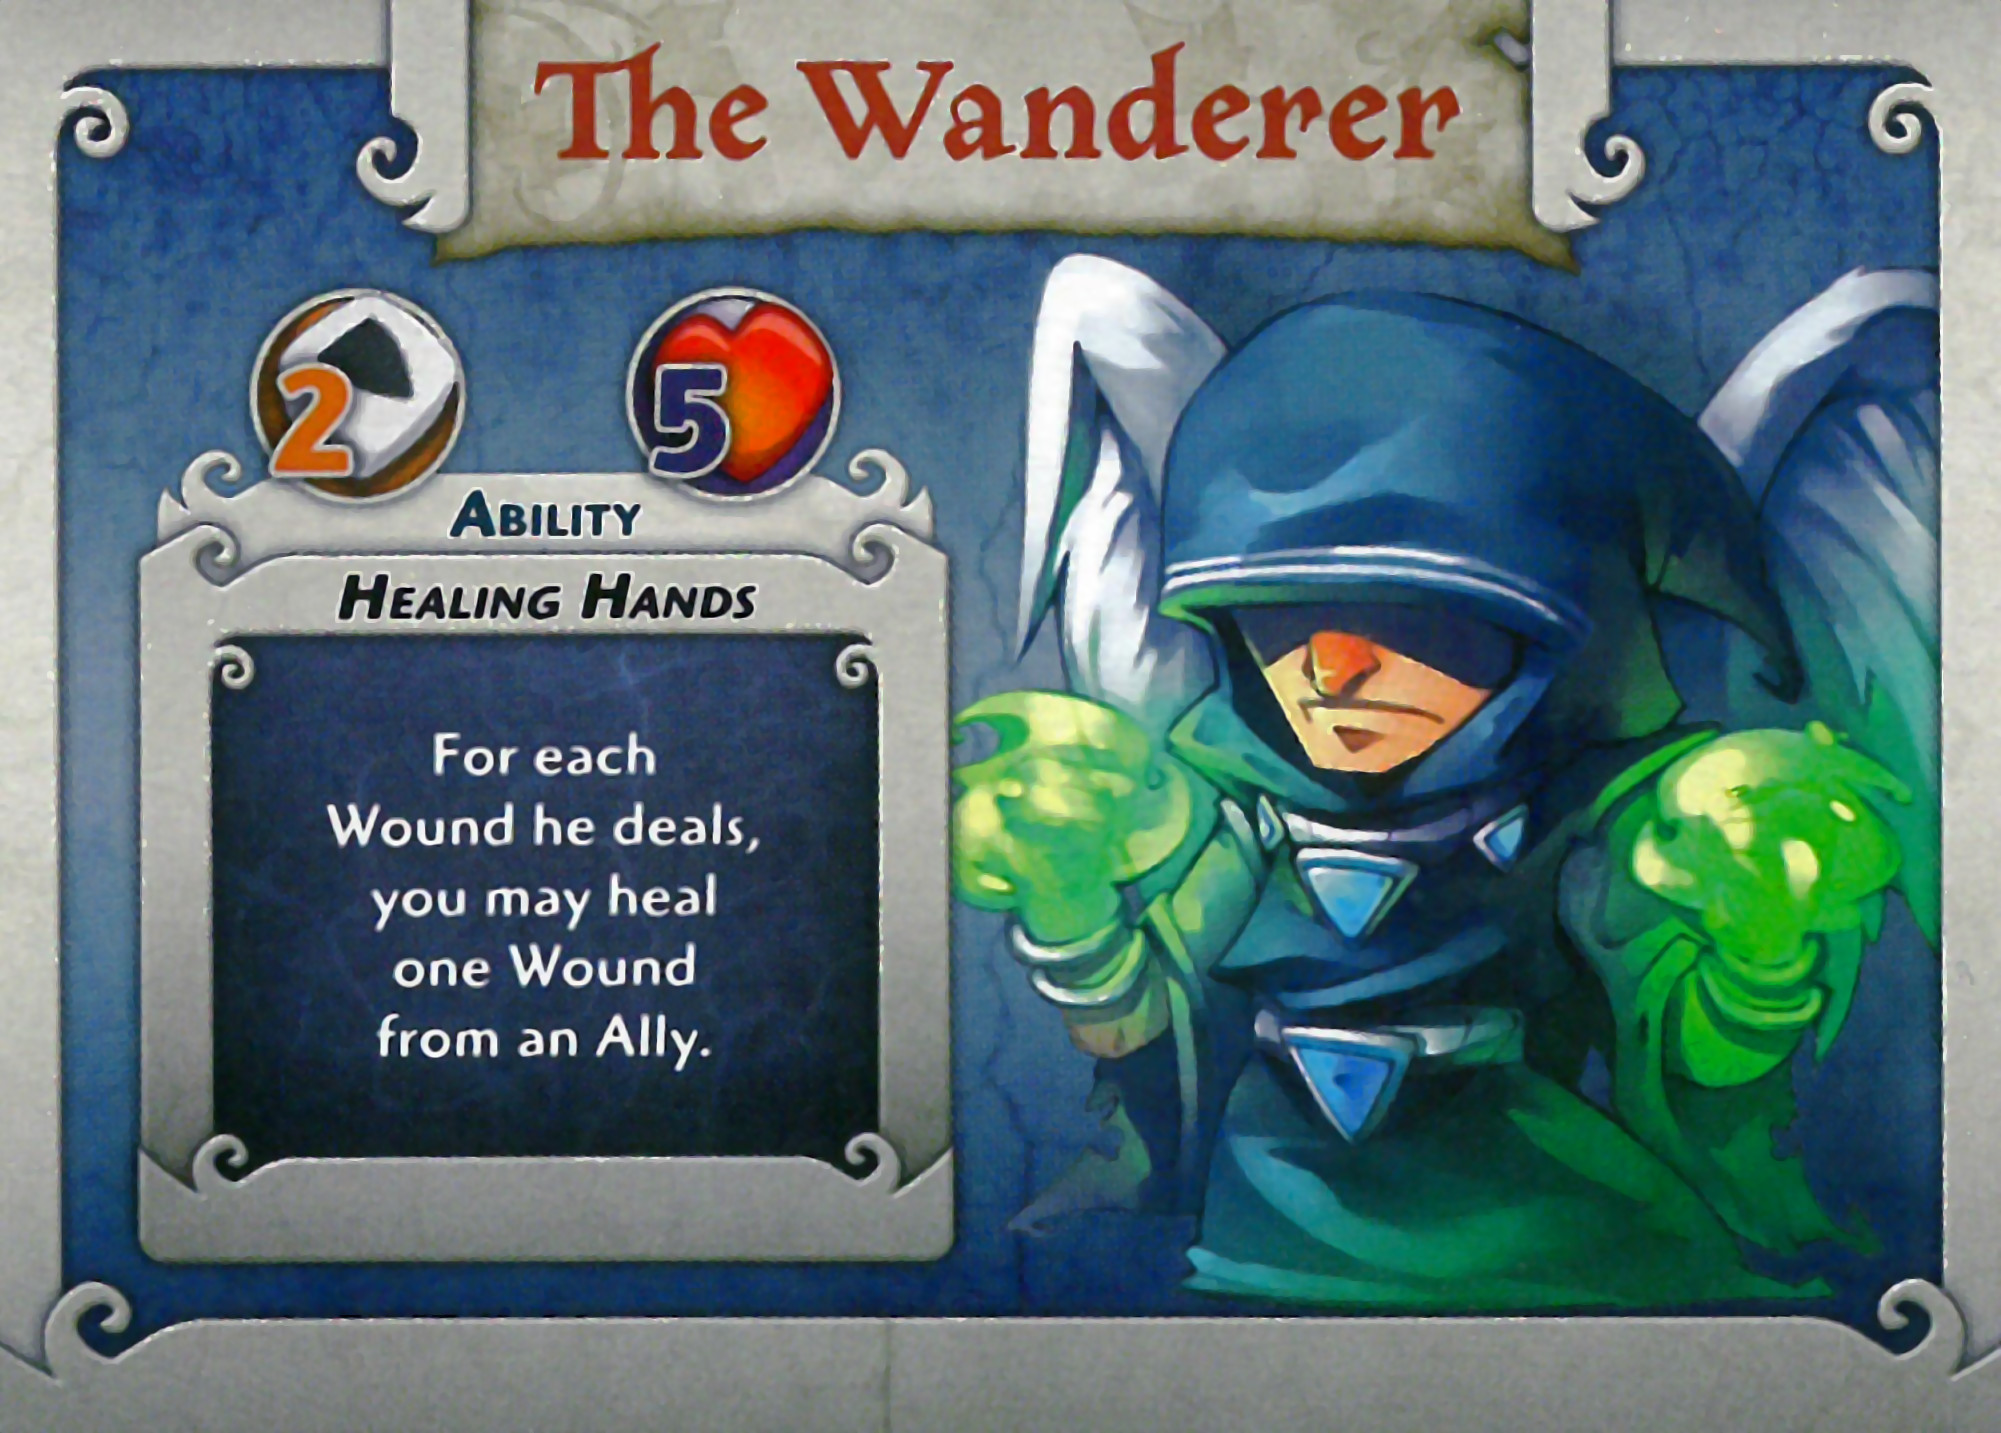 The Wanderer
2
5
ABILITY
HEALING HANDS
For each
Wound he deals,
you may heal
one Wound
from an Ally.